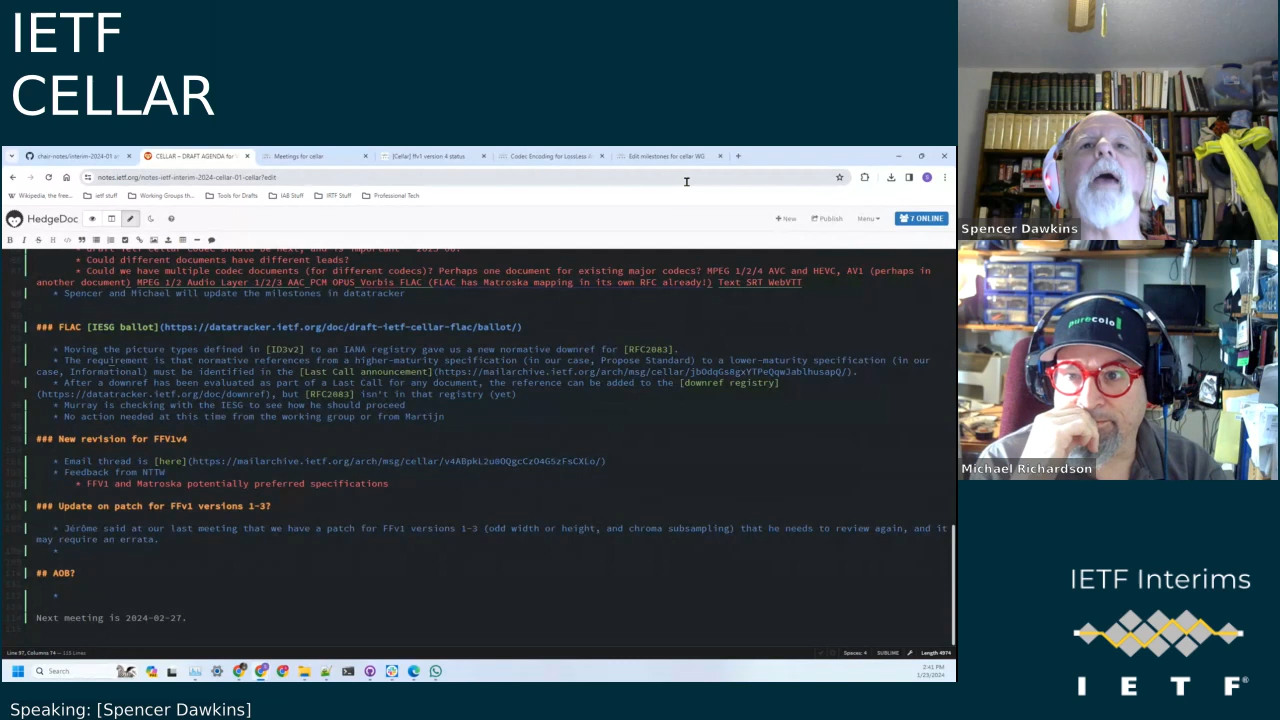 IETF
CELLAR
chair-notes/interim-2024-01
CELLAR – DRAFT AGENDA for
Meetings for cellar
[Cellar] ffv1 version 4 status
Codec Encoding for LossLess
Edit milestones for cellar WG
notes.ietf.org/notes-ietf-interim-2024-cellar-01-cellar?edit
Wikipedia, the free...
ietf stuff
Working Groups th...
Tools for Drafts
IAB Stuff
IRTF Stuff
Professional Tech
HedgeDoc
New
Publish
Menu
7 ONLINE
* Could different documents have different leads?
* Could we have multiple codec documents (for different codecs)? Perhaps one document for existing major codecs? MPEG 1/2/4 AVC and HEVC, AV1 (perhaps in
another document) MPEG 1/2 Audio Layer 1/2/3 AAC PCM OPUS Vorbis FLAC (FLAC has Matroska mapping in its own RFC already!) Text SRT WebVTT
* Spencer and Michael will update the milestones in datatracker
### FLAC [IESG ballot](https://datatracker.ietf.org/doc/draft-ietf-cellar-flac/ballot/)
* Moving the picture types defined in [ID3v2] to an IANA registry gave us a new normative downref for [RFC2083].
* The requirement is that normative references from a higher-maturity specification (in our case, Propose Standard) to a lower-maturity specification (in our
case, Informational) must be identified in the [Last Call announcement](https://mailarchive.ietf.org/arch/msg/cellar/jbOdqGs8gxYTPeQqwJablhusapQ/).
* After a downref has been evaluated as part of a Last Call for any document, the reference can be added to the [downref registry]
(https://datatracker.ietf.org/doc/downref), but [RFC2083] isn't in that registry (yet)
* Murray is checking with the IESG to see how he should proceed
* No action needed at this time from the working group or from Martijn
### New revision for FFV1v4
* Email thread is [here](https://mailarchive.ietf.org/arch/msg/cellar/v4ABpkL2u0OQgcCzO4G5zFsCXLo/)
* Feedback from NTTW
* FFV1 and Matroska potentially preferred specifications
### Update on patch for FFv1 versions 1-3?
* Jérôme said at our last meeting that we have a patch for FFv1 versions 1-3 (odd width or height, and chroma subsampling) that he needs to review again, and it
may require an errata.
*
## AOB?
*
Next meeting is 2024-02-27.
Line 97, Columns 74 — 115 Lines
Spaces: 4
SUBLIME
Length 4974
Search
2:41 PM
1/23/2024
purecolo
Spencer Dawkins
Michael Richardson
IETF Interims
I E T F®
Speaking: [Spencer Dawkins]